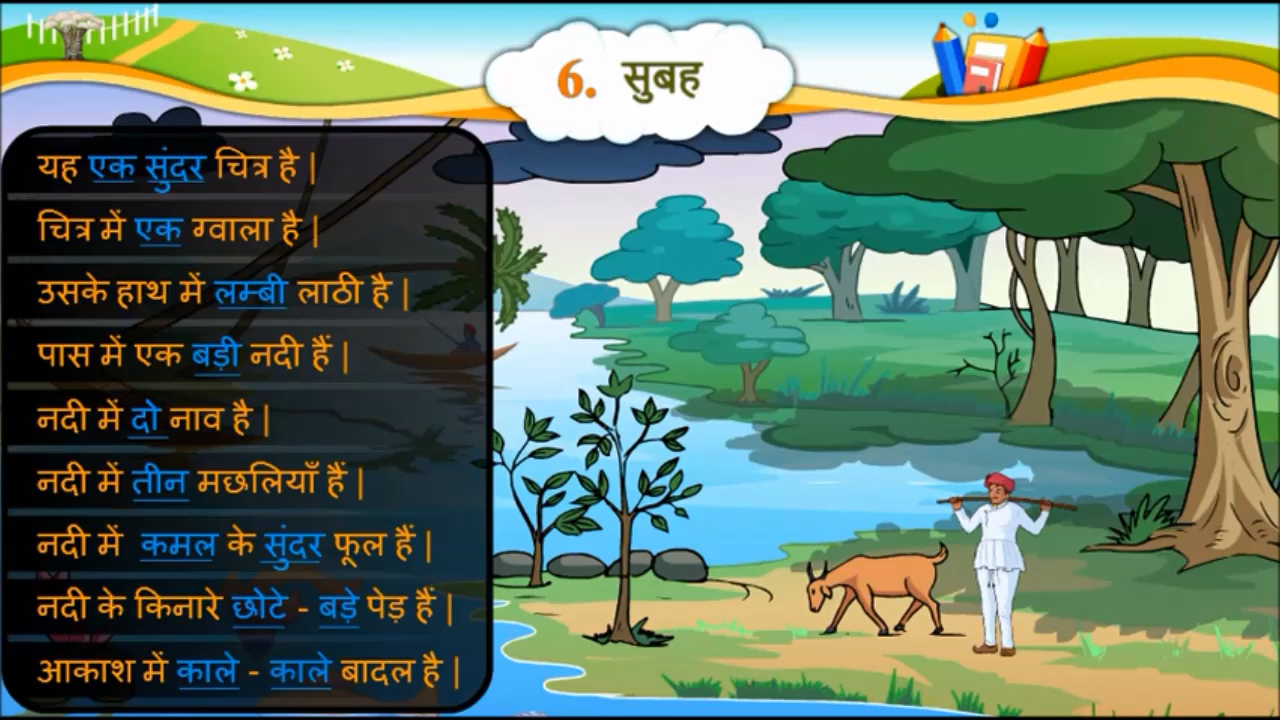 6. सुबह
यह एक सुंदर चित्र है |
चित्र में एक ग्वाला है |
उसके हाथ में लम्बी लाठी है |
पास में एक बड़ी नदी हैं |
नदी में दो नाव है |
नदी में तीन मछलियाँ हैं |
नदी में कमल के सुंदर फूल हैं |
नदी के किनारे छोटे - बड़े पेड़ हैं |
आकाश में काले - काले बादल है |